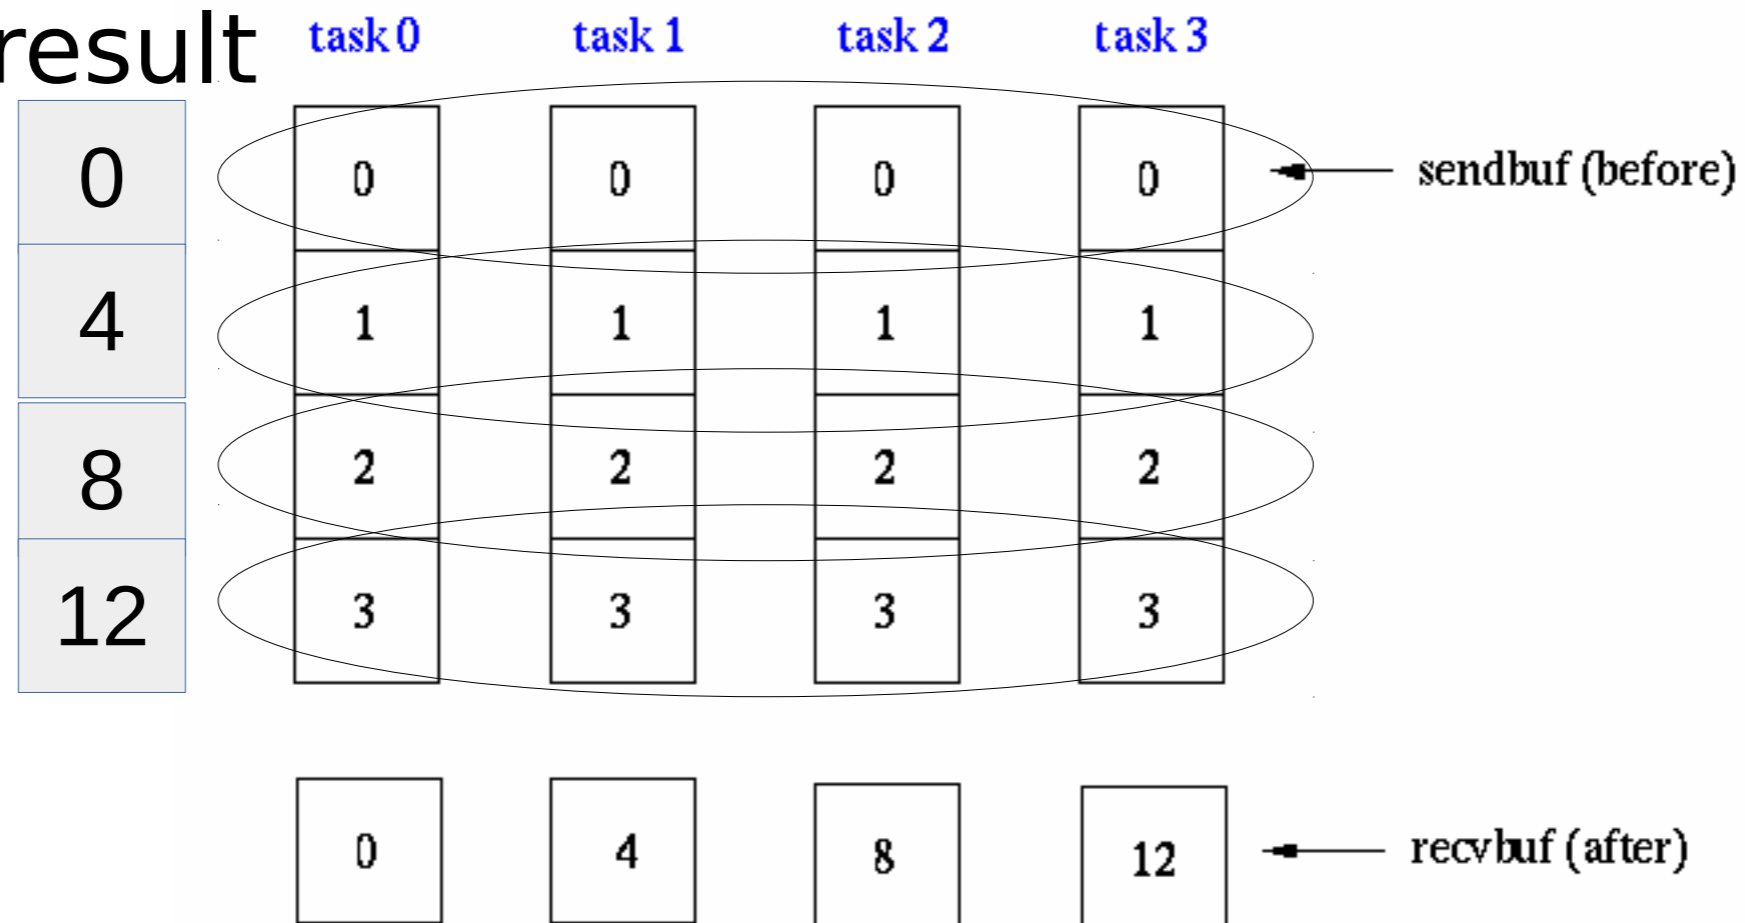 result task 0 task 1 task 2 task 3
0 0 0 0 0 sendbuf (before)
4 1 1 1 1
8 2 2 2 2
12 3 3 3 3
0 4 8 12 recvbuf (after)